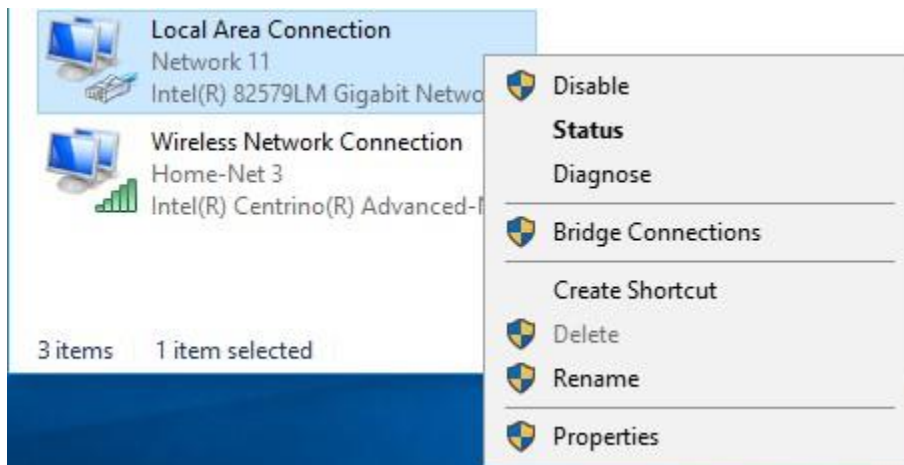 Local Area Connection
Network 11
Intel(R) 82579LM Gigabit Netwo
Wireless Network Connection
Home-Net 3
Intel(R) Centrino(R) Advanced-
3 items 1 item selected
Disable
Status
Diagnose
Bridge Connections
Create Shortcut
Delete
Rename
Properties